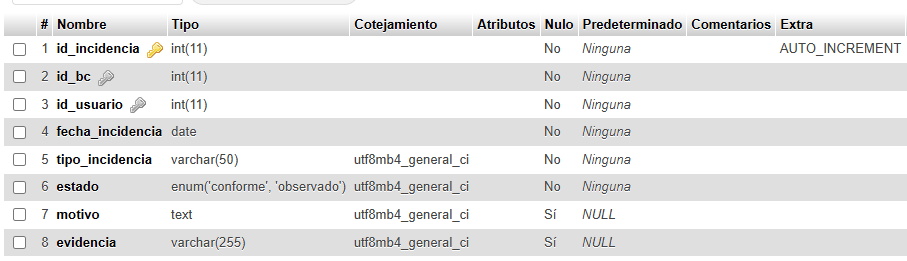 # Nombre Tipo Cotejamiento Atributos Nulo Predeterminado Comentarios Extra
1 id_incidencia int(11) No Ninguna AUTO_INCREMENT
2 id_bc int(11) No Ninguna
3 id_usuario int(11) No Ninguna
4 fecha_incidencia date No Ninguna
5 tipo_incidencia varchar(50) utf8mb4_general_ci No Ninguna
6 estado enum('conforme', 'observado') utf8mb4_general_ci No Ninguna
7 motivo text utf8mb4_general_ci Sí NULL
8 evidencia varchar(255) utf8mb4_general_ci Sí NULL